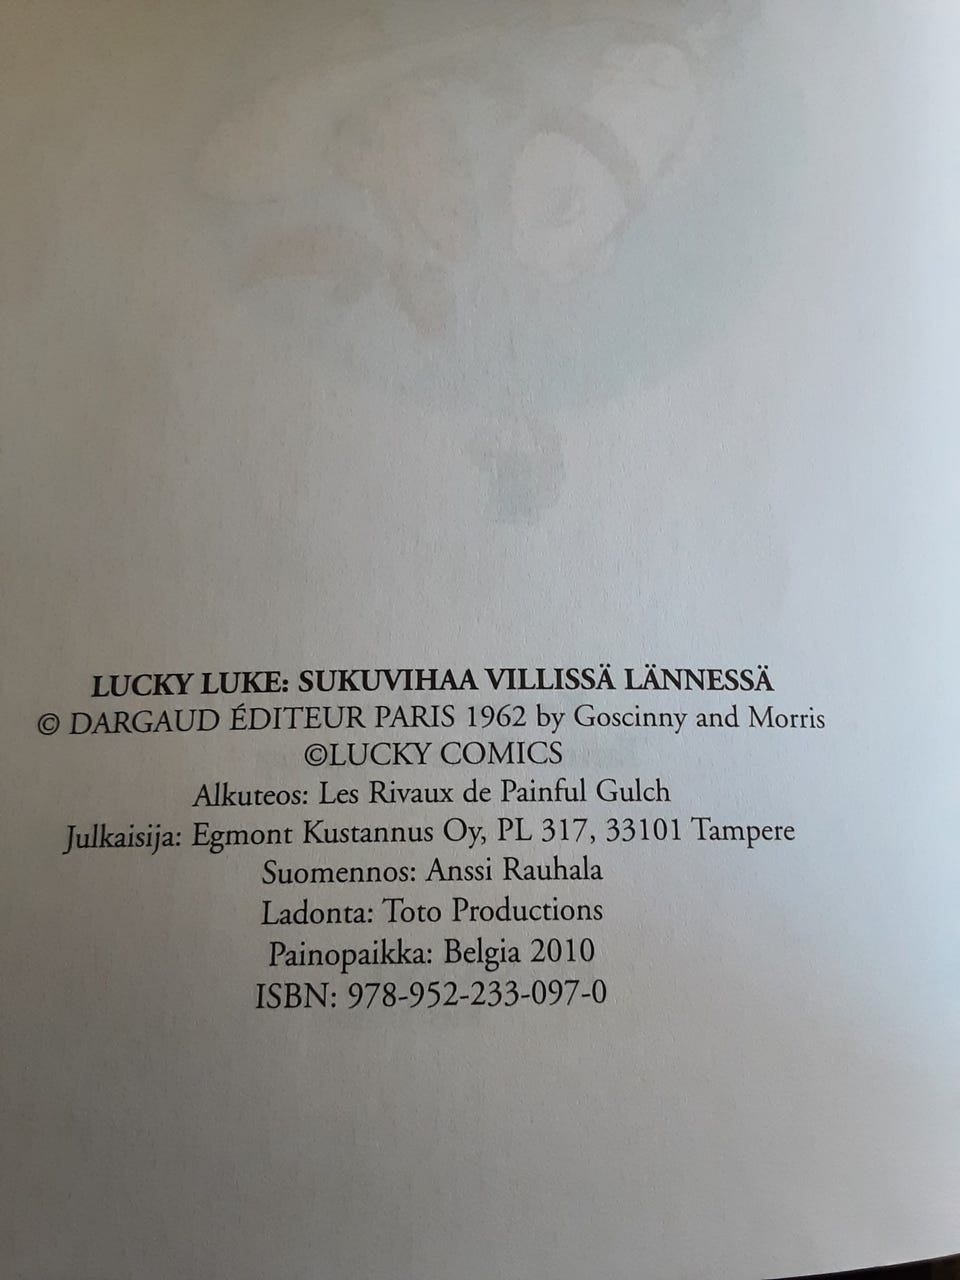 LUCKY LUKE: SUKUVIHAA VILLISSÄ LÄNNESSÄ
© DARGAUD ÉDITEUR PARIS 1962 by Goscinny and Morris
©LUCKY COMICS
Alkuteos: Les Rivaux de Painful Gulch
Julkaisija: Egmont Kustannus Oy, PL 317, 33101 Tampere
Suomennos: Anssi Rauhala
Ladonta: Toto Productions
Painopaikka: Belgia 2010
ISBN: 978-952-233-097-0